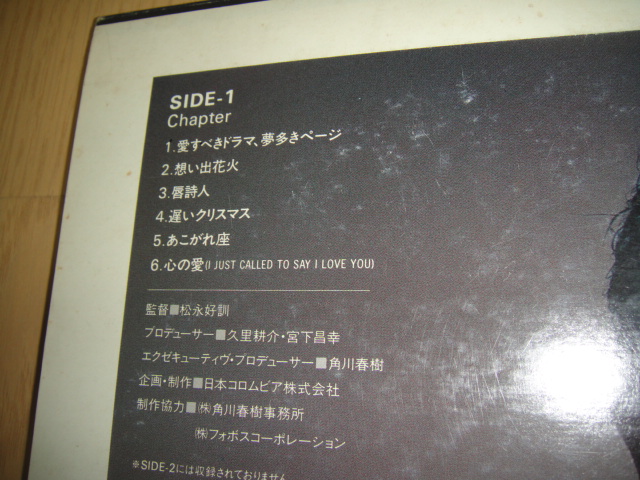 SIDE-1
Chapter
1.愛すべきドラマ、夢多きページ
2.想い出花火
3.唇詩人
4.遅いクリスマス
5.あこがれ座
6.心の愛(I JUST CALLED TO SAY I LOVE YOU)
監督■松永好訓
プロデューサー■久里耕介・宮下昌幸
エクゼキューティヴ・プロデューサー■角川春樹
企画・制作■日本コロムビア株式会社
制作協力■㈱角川春樹事務所
㈱フォボスコーポレーション
※SIDE-2には収録されておりません